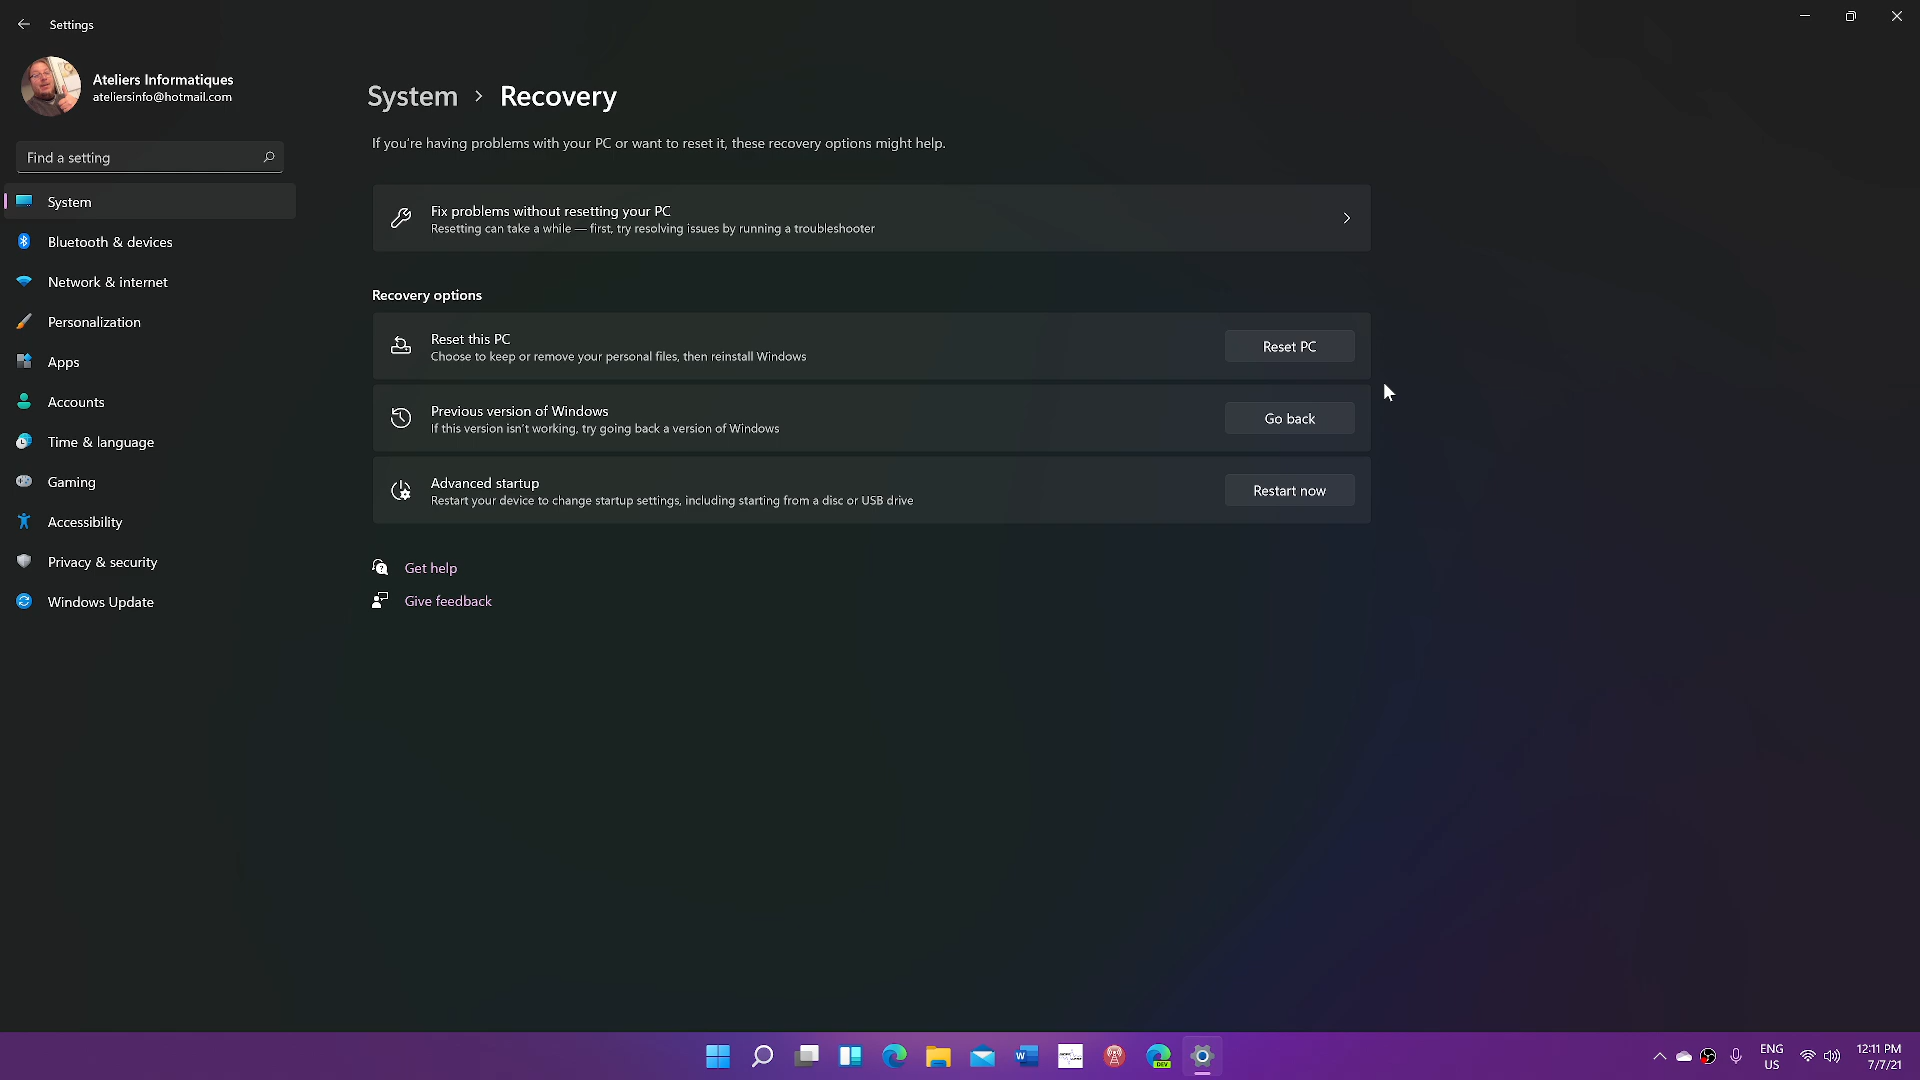 Settings
Ateliers Informatiques
ateliersinfo@hotmail.com
Find a setting
System
Bluetooth & devices
Network & internet
Personalization
Apps
Accounts
Time & language
Gaming
Accessibility
Privacy & security
Windows Update
System > Recovery
If you're having problems with your PC or want to reset it, these recovery options might help.
Fix problems without resetting your PC
Resetting can take a while — first, try resolving issues by running a troubleshooter
Recovery options
Reset this PC
Choose to keep or remove your personal files, then reinstall Windows
Reset PC
Previous version of Windows
If this version isn't working, try going back a version of Windows
Go back
Advanced startup
Restart your device to change startup settings, including starting from a disc or USB drive
Restart now
Get help
Give feedback
W
DEV
ENG
US
12:11 PM
7/7/21